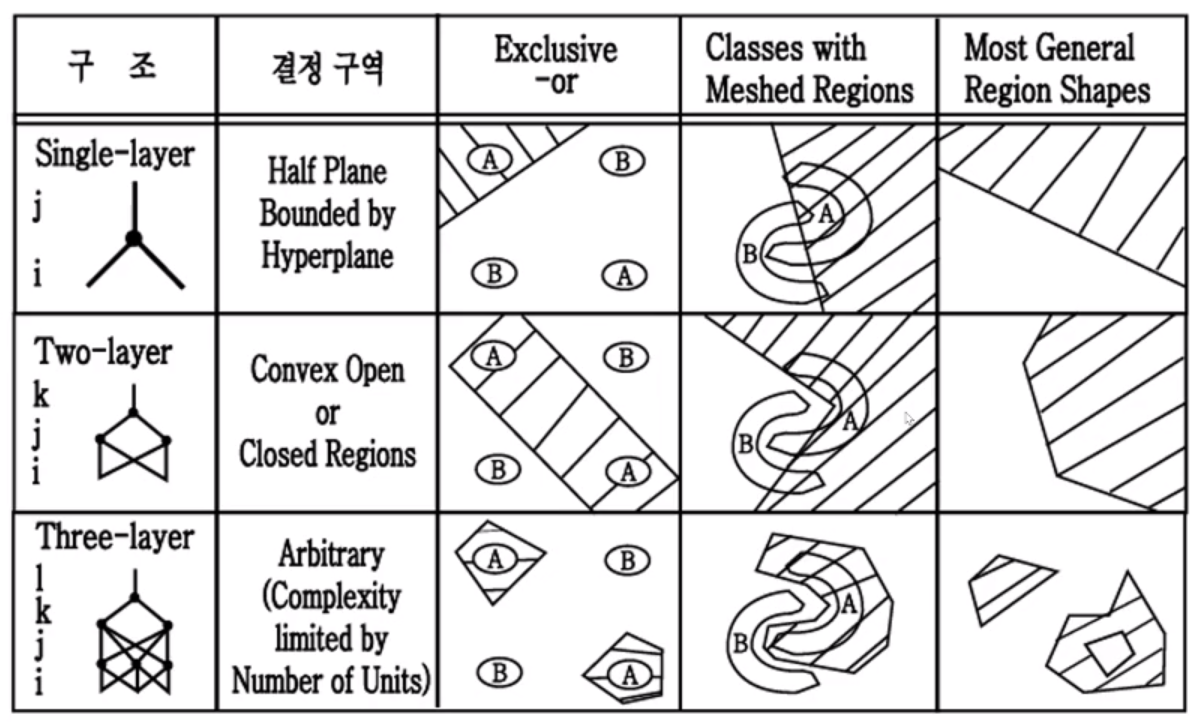 구 조
결정 구역
Exclusive
-or
Classes with
Meshed Regions
Most General
Region Shapes
Single-layer
j
i
Half Plane
Bounded by
Hyperplane
A
B
B
A
A
B
Two-layer
k
j
i
Convex Open
or
Closed Regions
A
B
B
A
A
B
Three-layer
l
k
j
i
Arbitrary
(Complexity
limited by
Number of Units)
A
B
B
A
A
B